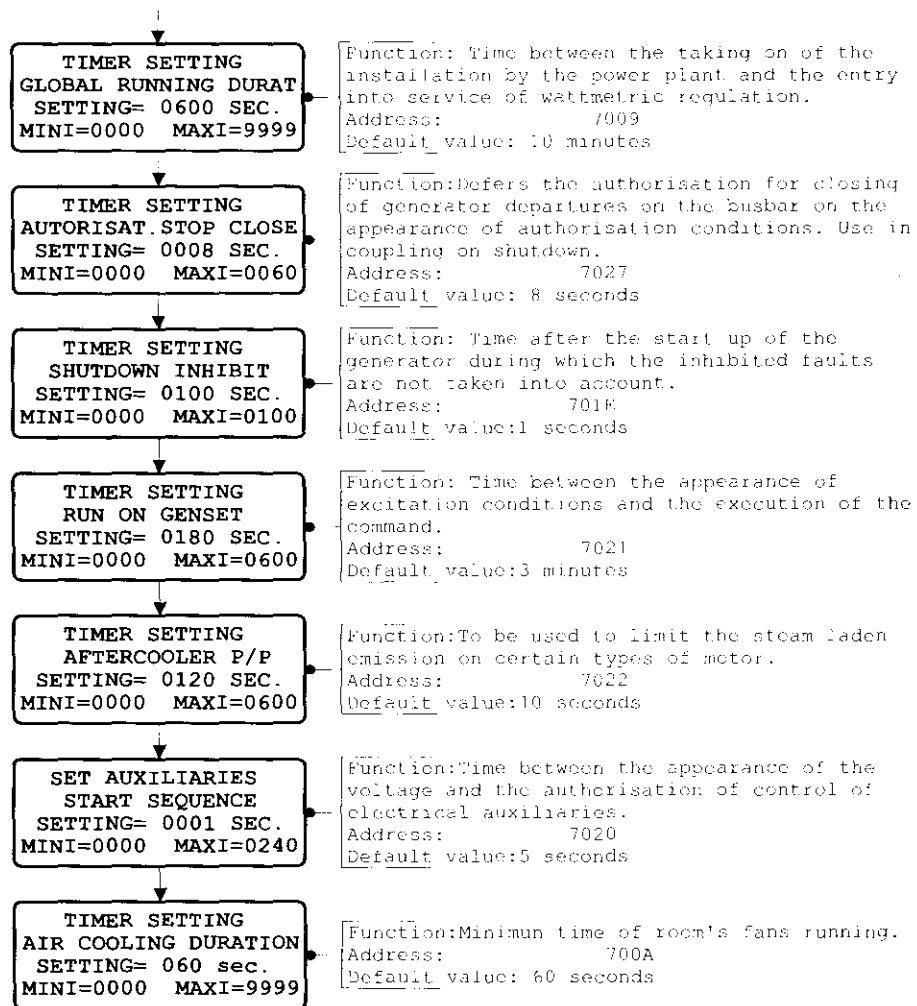 TIMER SETTING
GLOBAL RUNNING DURAT
SETTING= 0600 SEC.
MINI=0000 MAXI=9999
Function: Time between the taking on of the
installation by the power plant and the entry
into service of wattmetric regulation.
Address: 7009
Default value: 10 minutes
TIMER SETTING
AUTORISAT.STOP CLOSE
SETTING= 0008 SEC.
MINI=0000 MAXI=0060
Function:Defers the authorisation for closing
of generator departures on the busbar on the
appearance of authorisation conditions. Use in
coupling on shutdown.
Address: 7027
Default value: 8 seconds
TIMER SETTING
SHUTDOWN INHIBIT
SETTING= 0100 SEC.
MINI=0000 MAXI=0100
Function: Time after the start up of the
generator during which the inhibited faults
are not taken into account.
Address: 701E
Default value:1 seconds
TIMER SETTING
RUN ON GENSET
SETTING= 0180 SEC.
MINI=0000 MAXI=0600
Function: Time between the appearance of
excitation conditions and the execution of the
command.
Address: 7021
Default value:3 minutes
TIMER SETTING
AFTERCOOLER P/P
SETTING= 0120 SEC.
MINI=0000 MAXI=0600
Function:To be used to limit the steam laden
emission on certain types of motor.
Address: 7022
Default value:10 seconds
SET AUXILIARIES
START SEQUENCE
SETTING= 0001 SEC.
MINI=0000 MAXI=0240
Function:Time between the appearance of the
voltage and the authorisation of control of
electrical auxiliaries.
Address: 7020
Default value:5 seconds
TIMER SETTING
AIR COOLING DURATION
SETTING= 060 sec.
MINI=0000 MAXI=9999
Function:Minimun time of room's fans running.
Address: 700A
Default value: 60 seconds